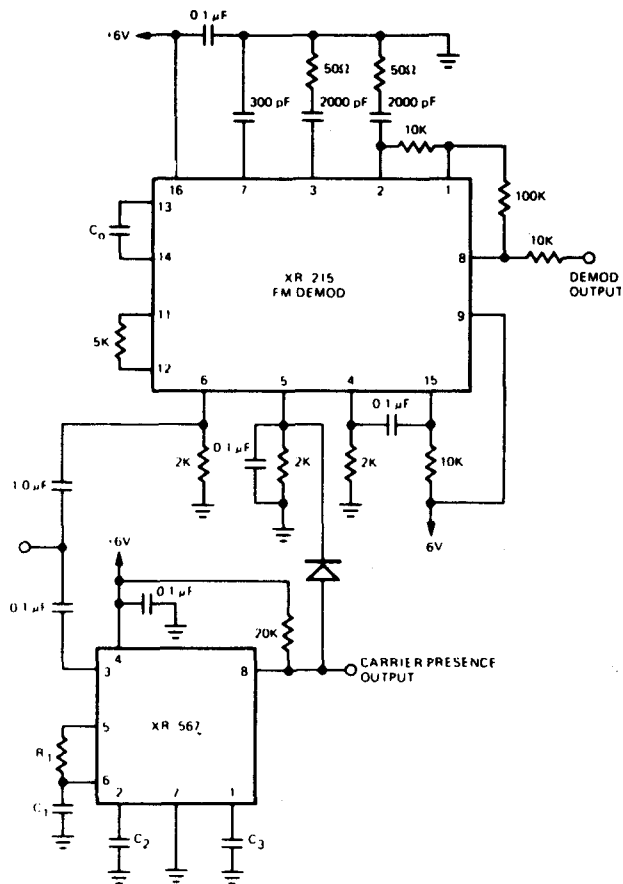 0.1 µF
+6V
50Ω
50Ω
300 pF
2000 pF
2000 pF
10K
16
7
3
2
1
13
C₀
14
100K
8
10K
XR 215
FM DEMOD
DEMOD
OUTPUT
11
9
5K
12
6
5
4
15
0.1 µF
0.1 µF
2K
2K
2K
10K
1.0 µF
6V
+6V
0.1 µF
0.1 µF
20K
4
3
8
CARRIER PRESENCE
OUTPUT
5
XR 567
R₁
6
2
7
1
C₁
C₂
C₃